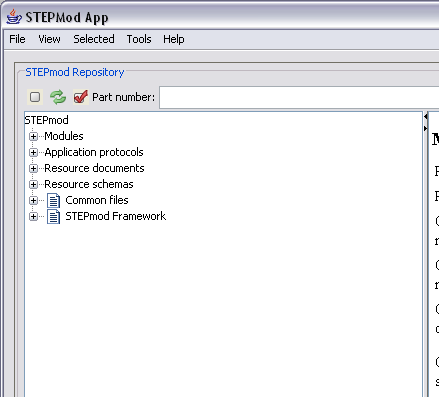 STEPMod App
File View Selected Tools Help
STEPmod Repository
Part number:
STEPmod
Modules
Application protocols
Resource documents
Resource schemas
Common files
STEPmod Framework